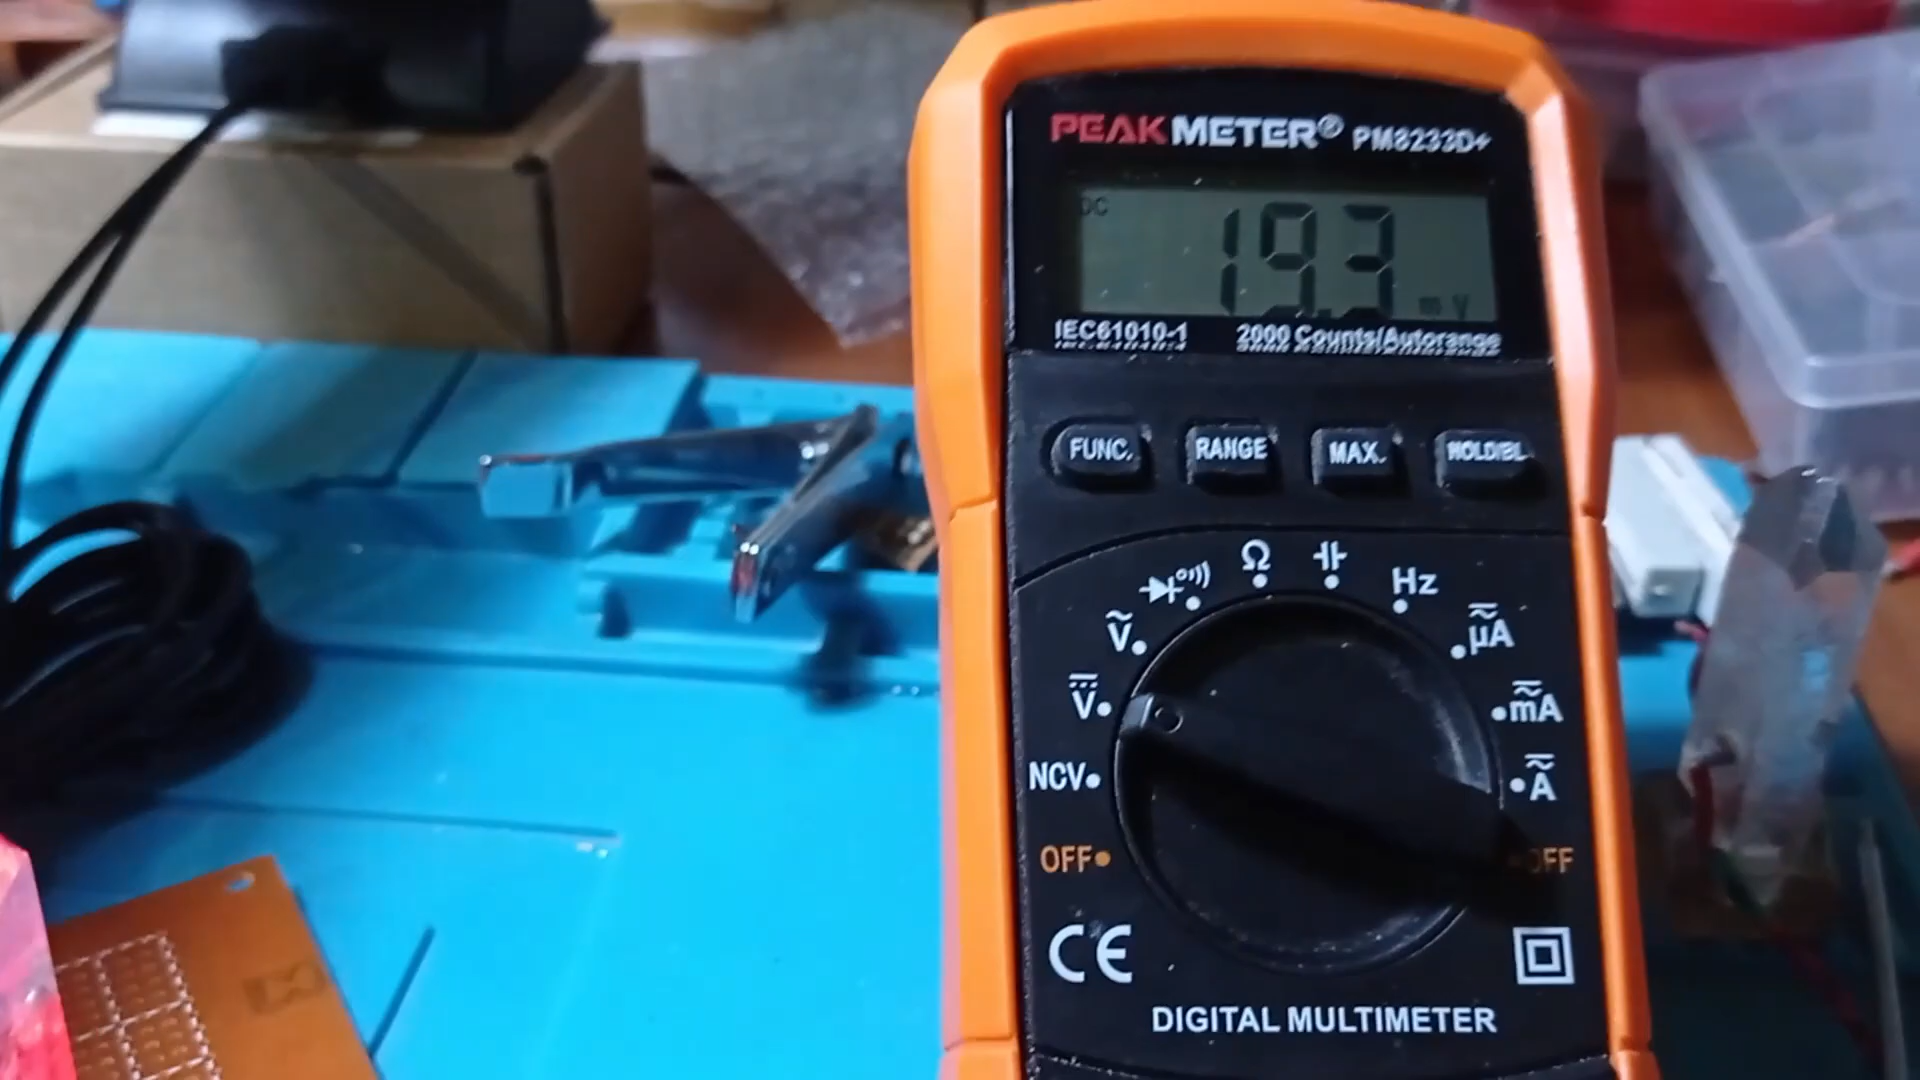 PEAKMETER® PM8233D+
DC
19.3
m V
IEC61010-1 2000 Counts/Autorange
FUNC. RANGE MAX. HOLD/BL
Ω
Hz
V
µA
V
mA
NCV
A
OFF OFF
CE
DIGITAL MULTIMETER